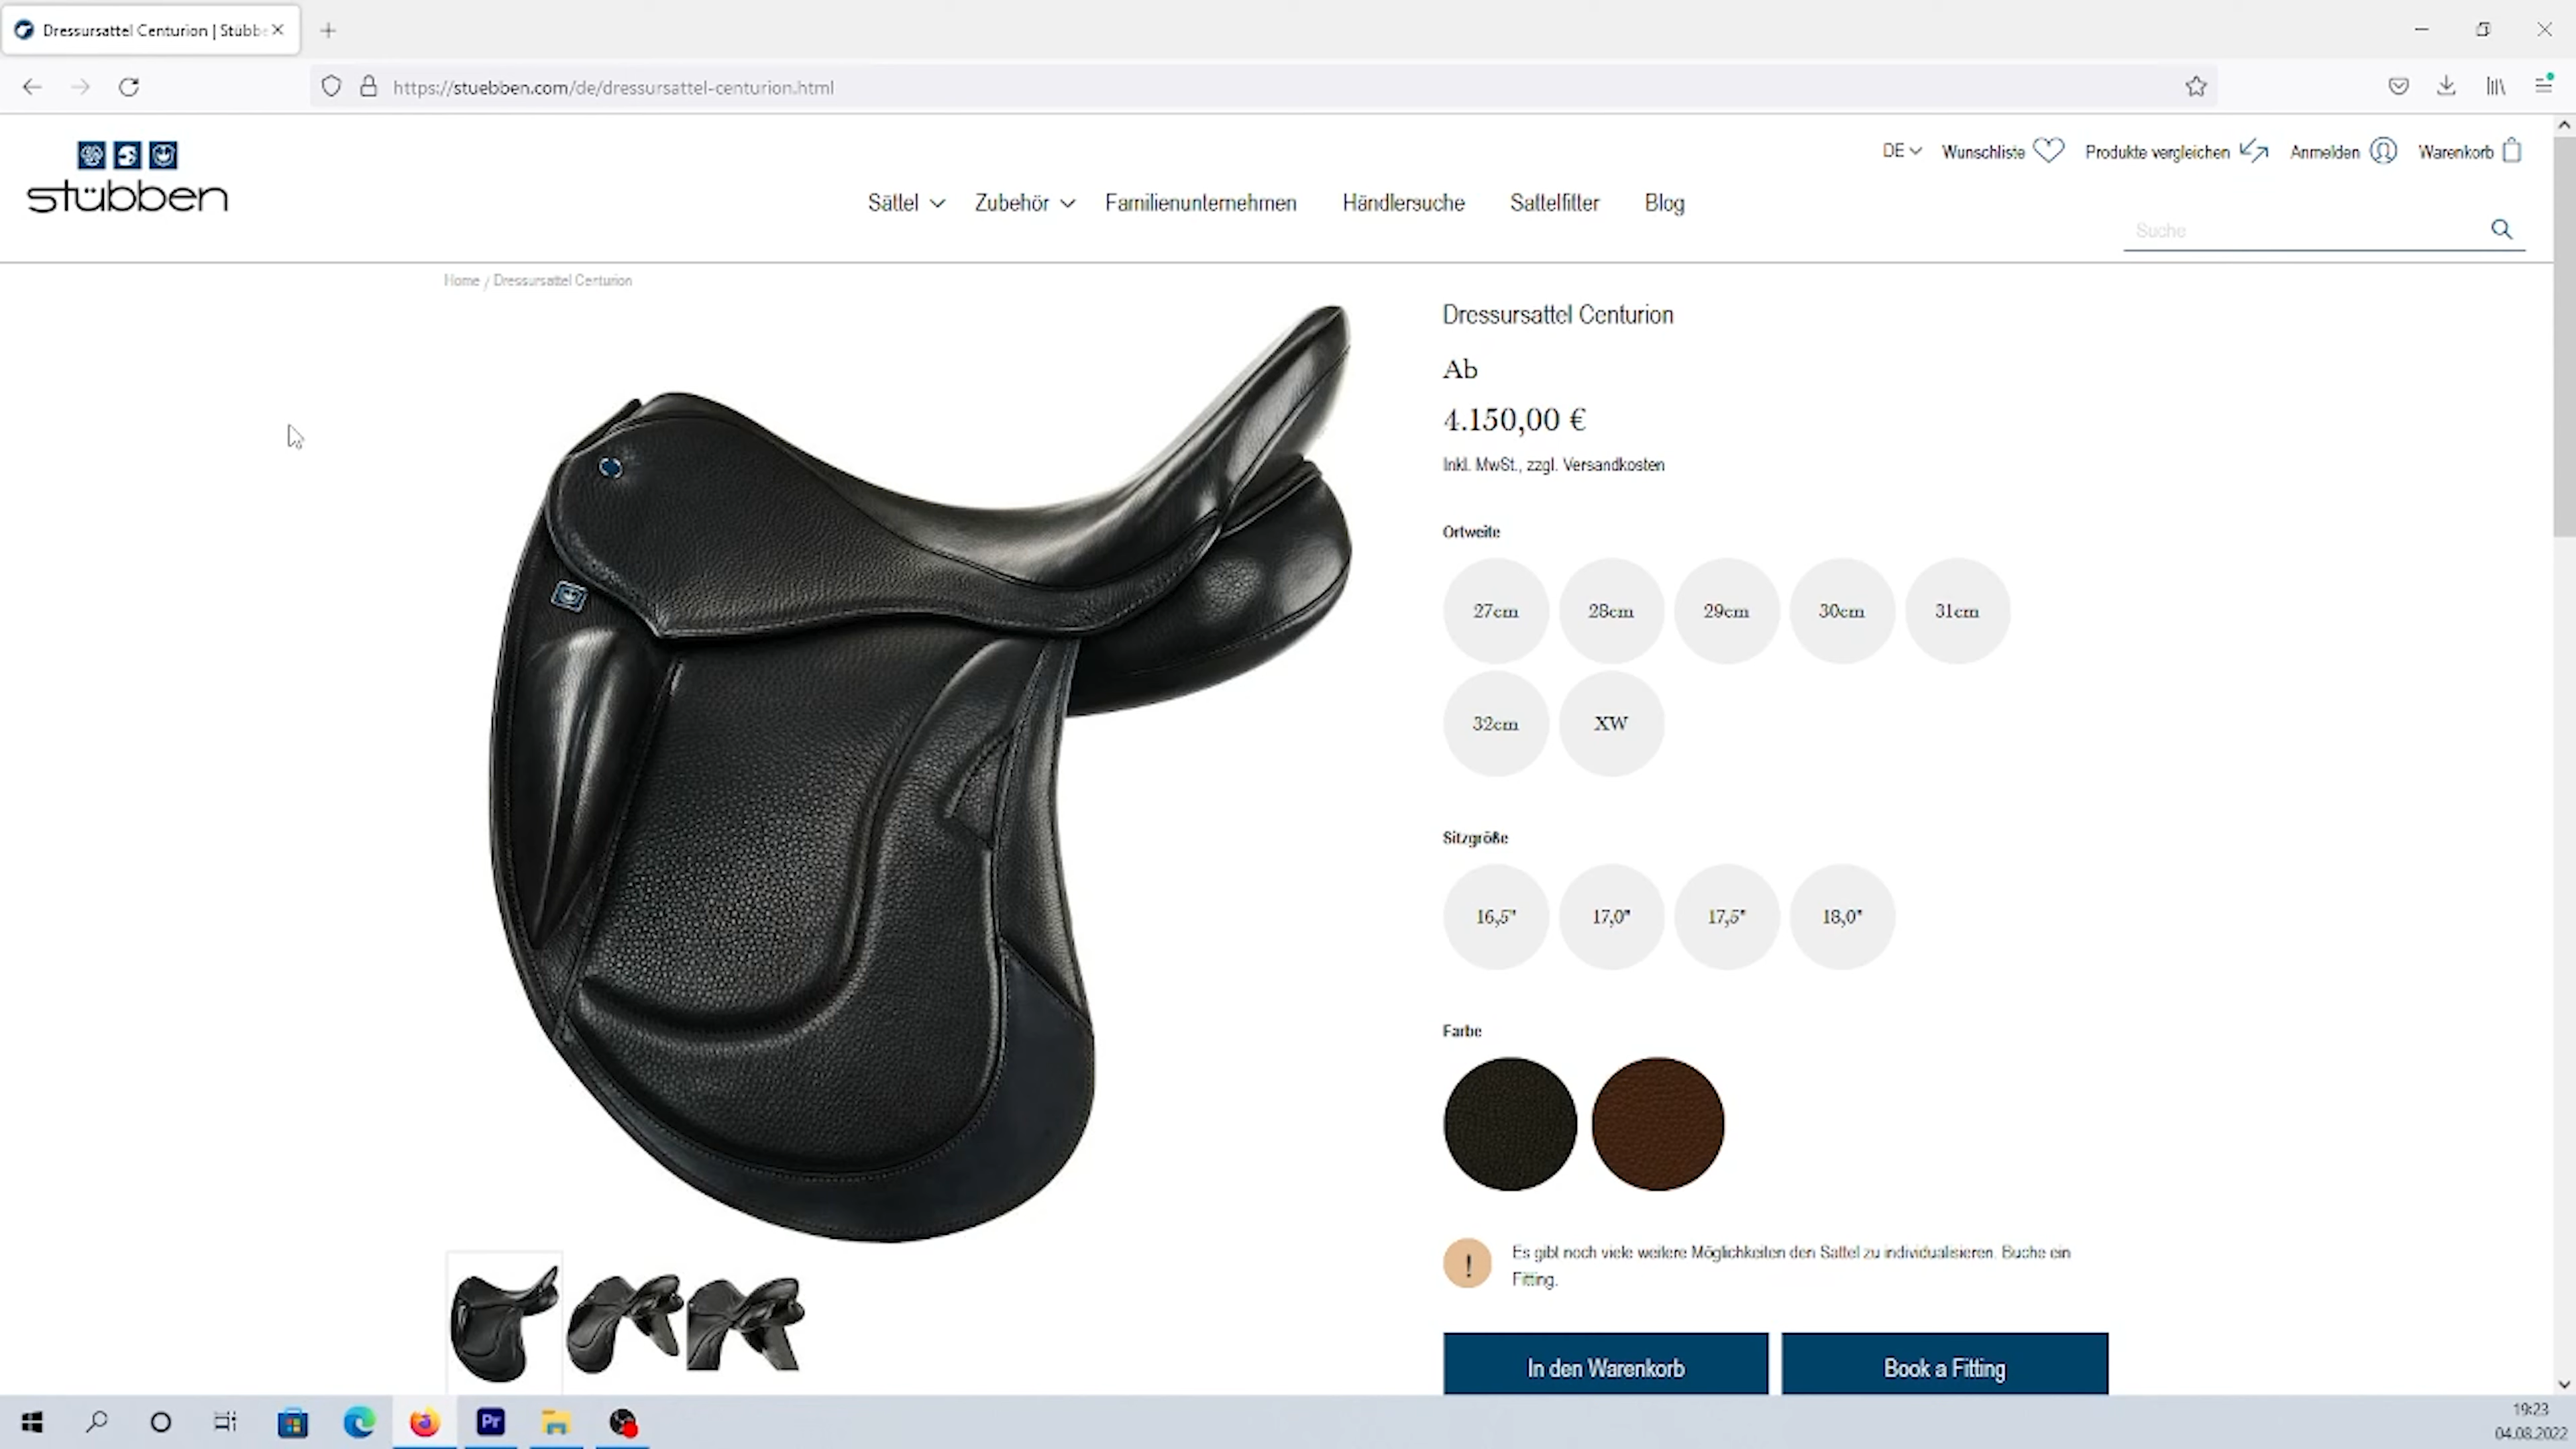 Dressursattel Centurion | Stübbe
https://stuebben.com/de/dressursattel-centurion.html
DE
Wunschliste
Produkte vergleichen
Anmelden
Warenkorb
stübben
Sättel
Zubehör
Familienunternehmen
Händlersuche
Sattelfitter
Blog
Suche
Home / Dressursattel Centurion
Dressursattel Centurion
Ab
4.150,00 €
Inkl. MwSt., zzgl. Versandkosten
Ortweite
27cm 28cm 29cm 30cm 31cm
32cm XW
Sitzgröße
16,5" 17,0" 17,5" 18,0"
Farbe
! Es gibt noch viele weitere Möglichkeiten den Sattel zu individualisieren. Buche ein
Fitting.
In den Warenkorb
Book a Fitting
Pr
19:23
04.08.2022